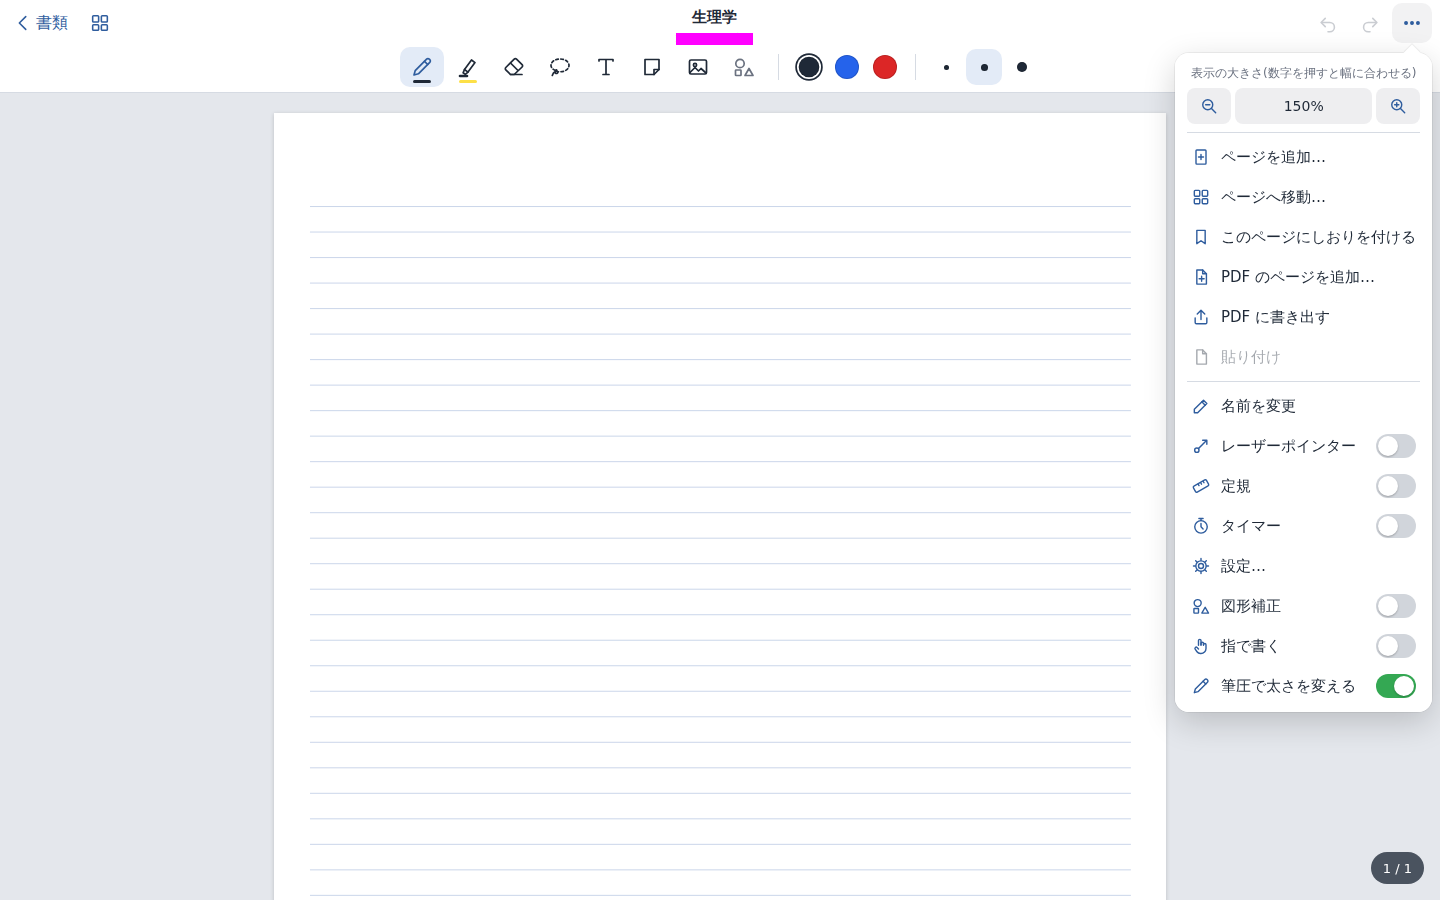 書類
生理学
表示の大きさ(数字を押すと幅に合わせる)
150%
ページを追加…
ページへ移動…
このページにしおりを付ける
PDF のページを追加…
PDF に書き出す
貼り付け
名前を変更
レーザーポインター
定規
タイマー
設定…
図形補正
指で書く
筆圧で太さを変える
1 / 1